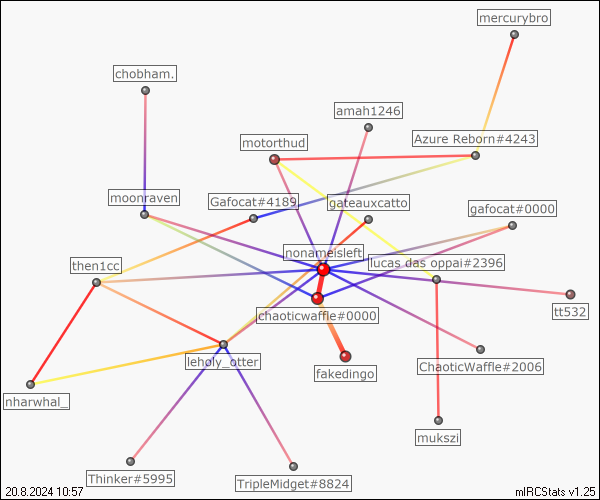 mercurybro
chobham.
amah1246
motorthud
Azure Reborn#4243
moonraven
Gafocat#4189
gateauxcatto
gafocat#0000
nonameisleft
then1cc
lucas das oppai#2396
chaoticwaffle#0000
tt532
leholy_otter
ChaoticWaffle#2006
fakedingo
nharwhal_
mukszi
Thinker#5995
TripleMidget#8824
20.8.2024 10:57
mIRCStats v1.25